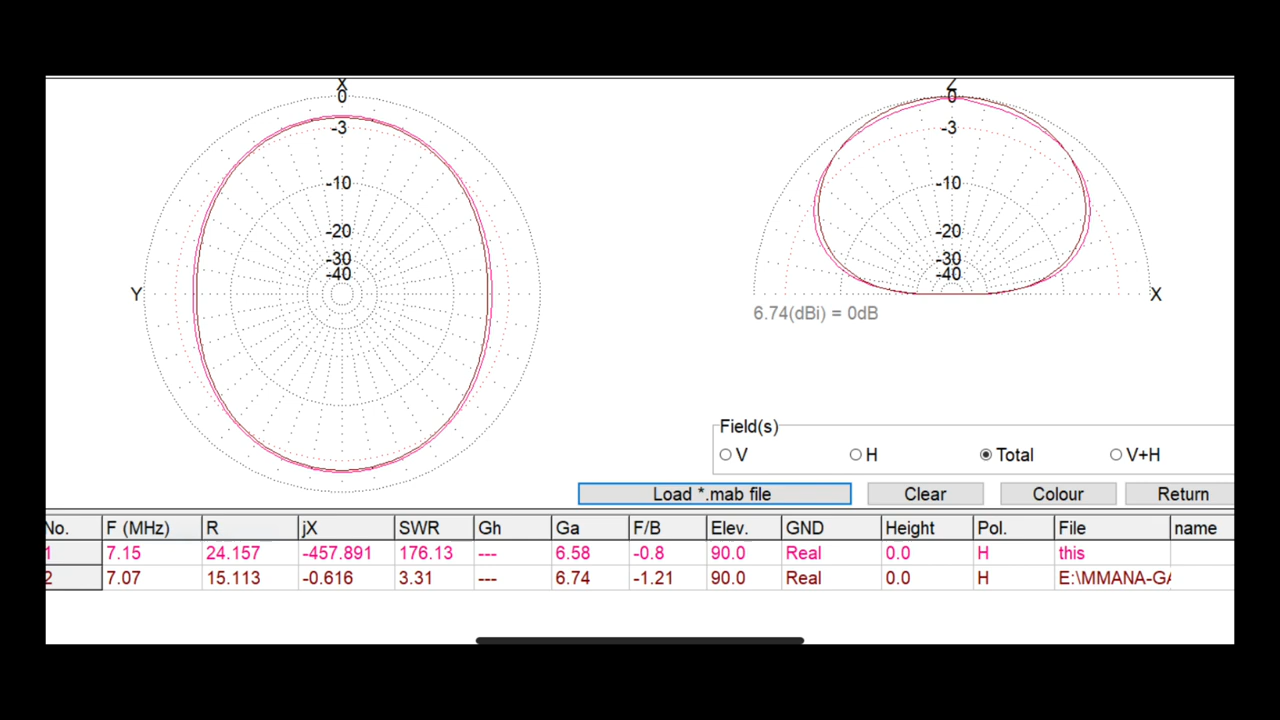 X
0
-3
-10
-20
-30
-40
Y
Z
0
-3
-10
-20
-30
-40
X
6.74(dBi) = 0dB
Field(s)
V H Total V+H
Load *.mab file Clear Colour Return
No. F (MHz) R jX SWR Gh Ga F/B Elev. GND Height Pol. File name
1 7.15 24.157 -457.891 176.13 --- 6.58 -0.8 90.0 Real 0.0 H this
2 7.07 15.113 -0.616 3.31 --- 6.74 -1.21 90.0 Real 0.0 H E:\MMANA-GA